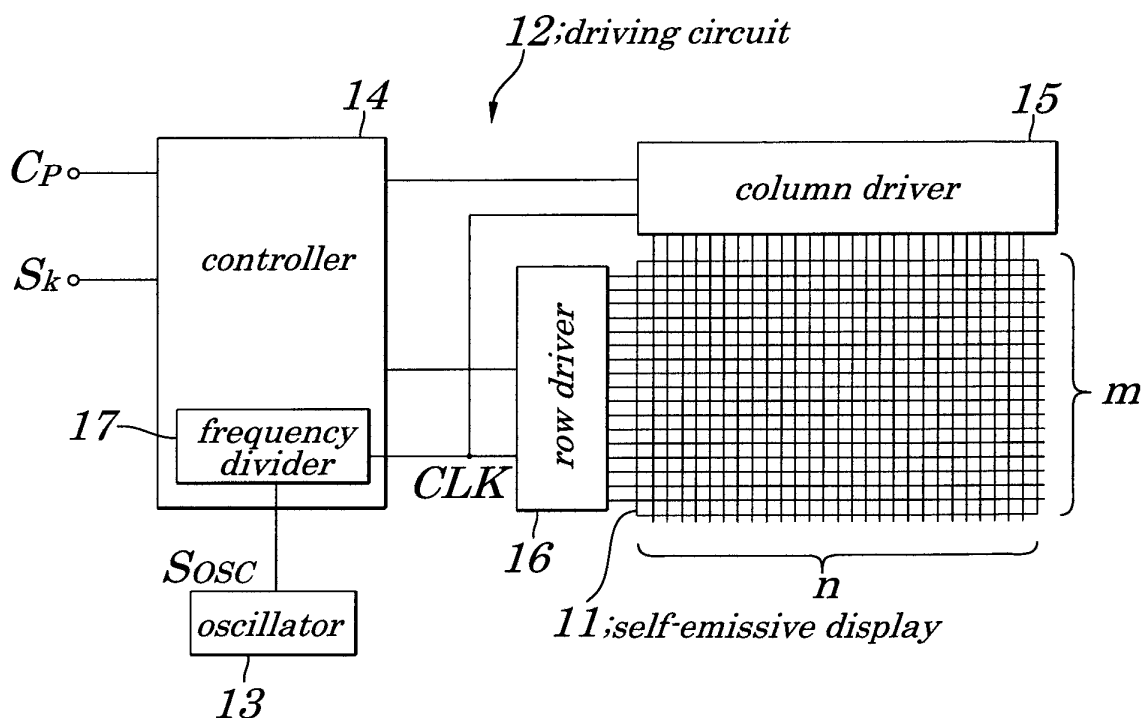 12;driving circuit
14
15
CP
column driver
controller
Sk
row driver
m
17
frequency
divider
CLK
16
n
SOSC
11;self-emissive display
oscillator
13